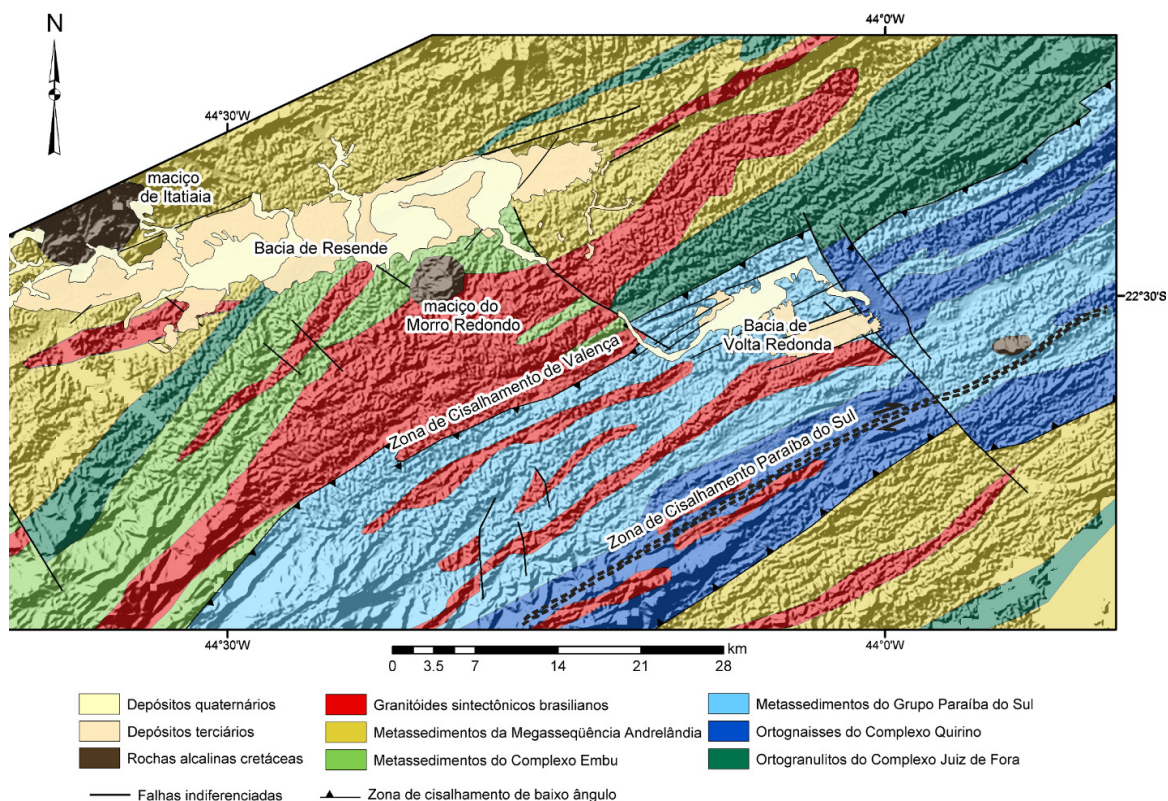 N
44°0'W
44°30'W
maciço
de Itatiaia
Bacia de Resende
22°30'S
maciço do
Morro Redondo
Bacia de
Volta Redonda
Zona de Cisalhamento de Valença
Zona de Cisalhamento Paraíba do Sul
44°30'W
44°0'W
km
0 3.5 7 14 21 28
Depósitos quaternários
Granitóides sintectônicos brasilianos
Metassedimentos do Grupo Paraíba do Sul
Depósitos terciários
Metassedimentos da Megasseqüência Andrelândia
Ortognaisses do Complexo Quirino
Rochas alcalinas cretáceas
Metassedimentos do Complexo Embu
Ortogranulitos do Complexo Juiz de Fora
Falhas indiferenciadas
Zona de cisalhamento de baixo ângulo